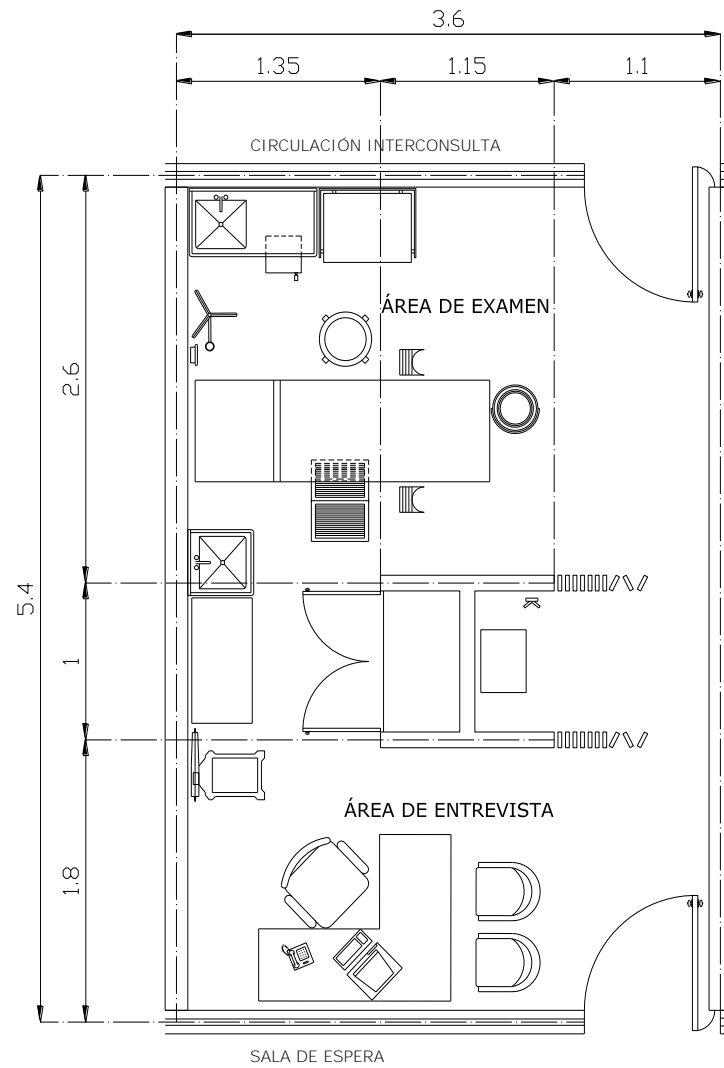 3.6
1.35
1.15
1.1
CIRCULACIÓN INTERCONSULTA
ÁREA DE EXAMEN
2.6
5.4
1
ÁREA DE ENTREVISTA
1.8
SALA DE ESPERA